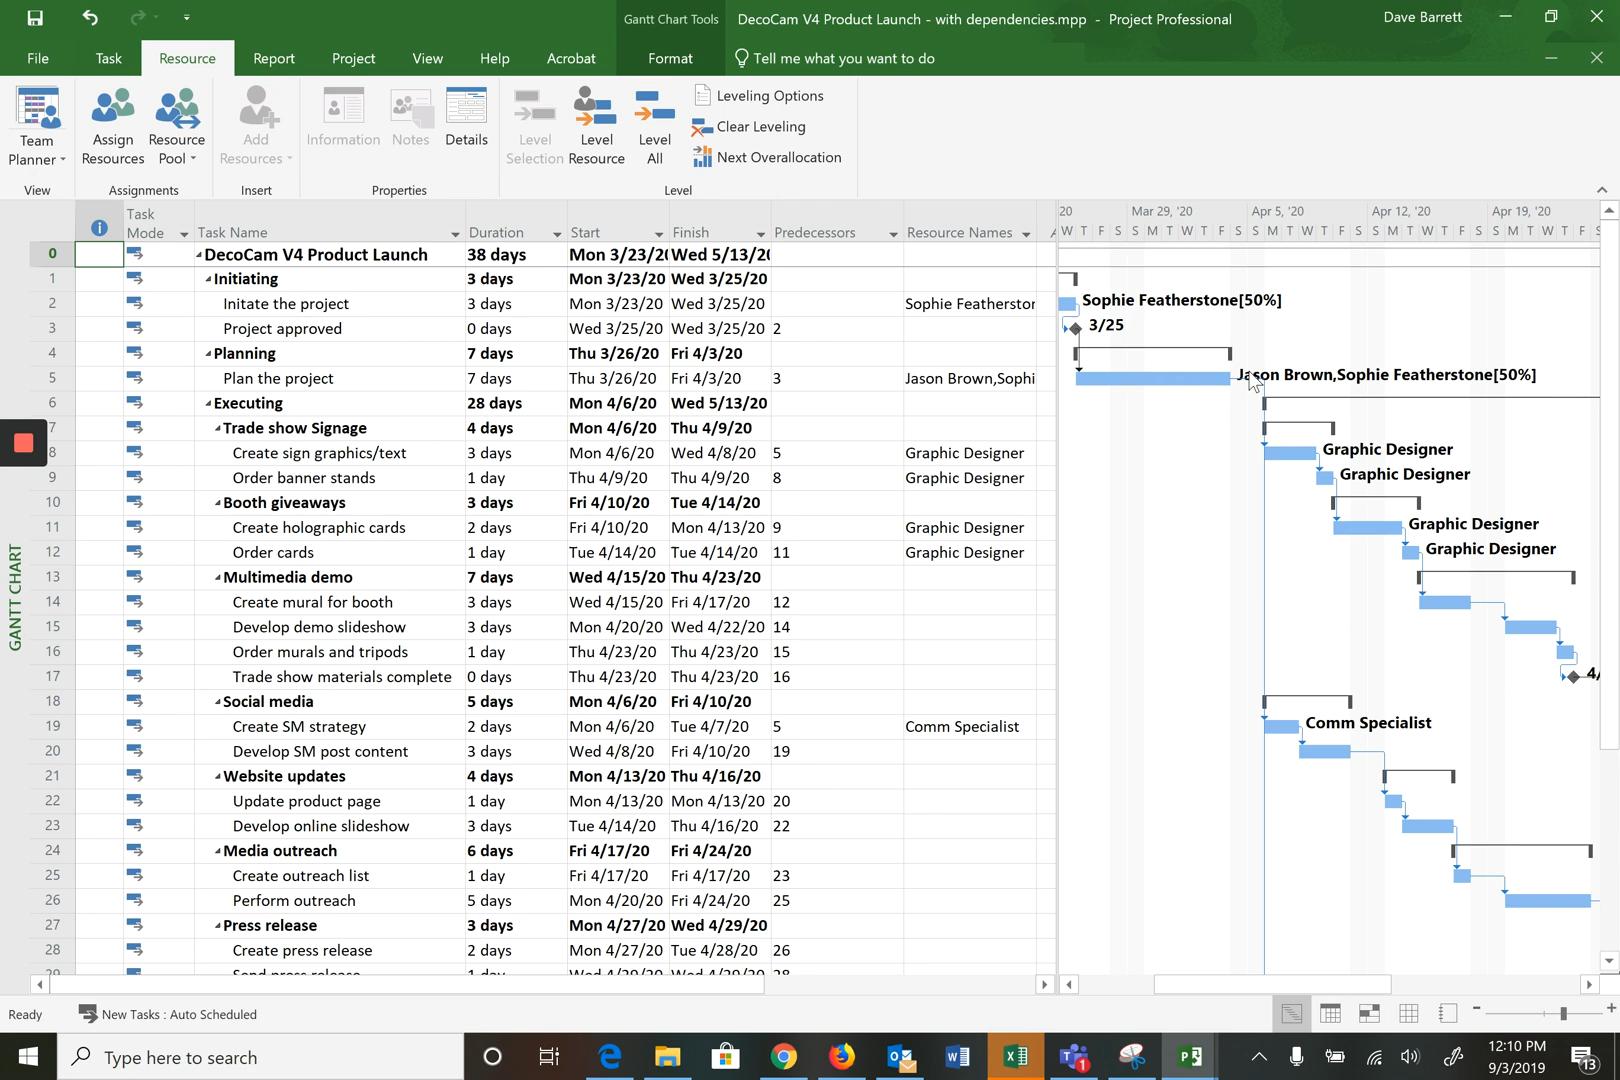 Gantt Chart Tools
DecoCam V4 Product Launch - with dependencies.mpp - Project Professional
Dave Barrett
File Task Resource Report Project View Help Acrobat Format Tell me what you want to do
Team Planner
Assign Resources
Resource Pool
Add Resources
Information
Notes
Details
Level Selection
Level Resource
Level All
Leveling Options
Clear Leveling
Next Overallocation
View Assignments Insert Properties Level
Task Mode Task Name Duration Start Finish Predecessors Resource Names
20 Mar 29, '20 Apr 5, '20 Apr 12, '20 Apr 19, '20
W T F S S M T W T F S S M T W T F S S M T W T F S S M T W T F S
0 DecoCam V4 Product Launch 38 days Mon 3/23/20 Wed 5/13/20
1 Initiating 3 days Mon 3/23/20 Wed 3/25/20
2 Initate the project 3 days Mon 3/23/20 Wed 3/25/20 Sophie Featherstor Sophie Featherstone[50%]
3 Project approved 0 days Wed 3/25/20 Wed 3/25/20 2 3/25
4 Planning 7 days Thu 3/26/20 Fri 4/3/20
5 Plan the project 7 days Thu 3/26/20 Fri 4/3/20 3 Jason Brown,Sophi Jason Brown,Sophie Featherstone[50%]
6 Executing 28 days Mon 4/6/20 Wed 5/13/20
7 Trade show Signage 4 days Mon 4/6/20 Thu 4/9/20
8 Create sign graphics/text 3 days Mon 4/6/20 Wed 4/8/20 5 Graphic Designer Graphic Designer
9 Order banner stands 1 day Thu 4/9/20 Thu 4/9/20 8 Graphic Designer Graphic Designer
10 Booth giveaways 3 days Fri 4/10/20 Tue 4/14/20
11 Create holographic cards 2 days Fri 4/10/20 Mon 4/13/20 9 Graphic Designer Graphic Designer
12 Order cards 1 day Tue 4/14/20 Tue 4/14/20 11 Graphic Designer Graphic Designer
13 Multimedia demo 7 days Wed 4/15/20 Thu 4/23/20
14 Create mural for booth 3 days Wed 4/15/20 Fri 4/17/20 12
15 Develop demo slideshow 3 days Mon 4/20/20 Wed 4/22/20 14
16 Order murals and tripods 1 day Thu 4/23/20 Thu 4/23/20 15
17 Trade show materials complete 0 days Thu 4/23/20 Thu 4/23/20 16 4/
18 Social media 5 days Mon 4/6/20 Fri 4/10/20
19 Create SM strategy 2 days Mon 4/6/20 Tue 4/7/20 5 Comm Specialist Comm Specialist
20 Develop SM post content 3 days Wed 4/8/20 Fri 4/10/20 19
21 Website updates 4 days Mon 4/13/20 Thu 4/16/20
22 Update product page 1 day Mon 4/13/20 Mon 4/13/20 20
23 Develop online slideshow 3 days Tue 4/14/20 Thu 4/16/20 22
24 Media outreach 6 days Fri 4/17/20 Fri 4/24/20
25 Create outreach list 1 day Fri 4/17/20 Fri 4/17/20 23
26 Perform outreach 5 days Mon 4/20/20 Fri 4/24/20 25
27 Press release 3 days Mon 4/27/20 Wed 4/29/20
28 Create press release 2 days Mon 4/27/20 Tue 4/28/20 26
29 Send press release 1 day Wed 4/29/20 Wed 4/29/20 28
GANTT CHART
Ready New Tasks : Auto Scheduled
Type here to search
1
12:10 PM
9/3/2019
13